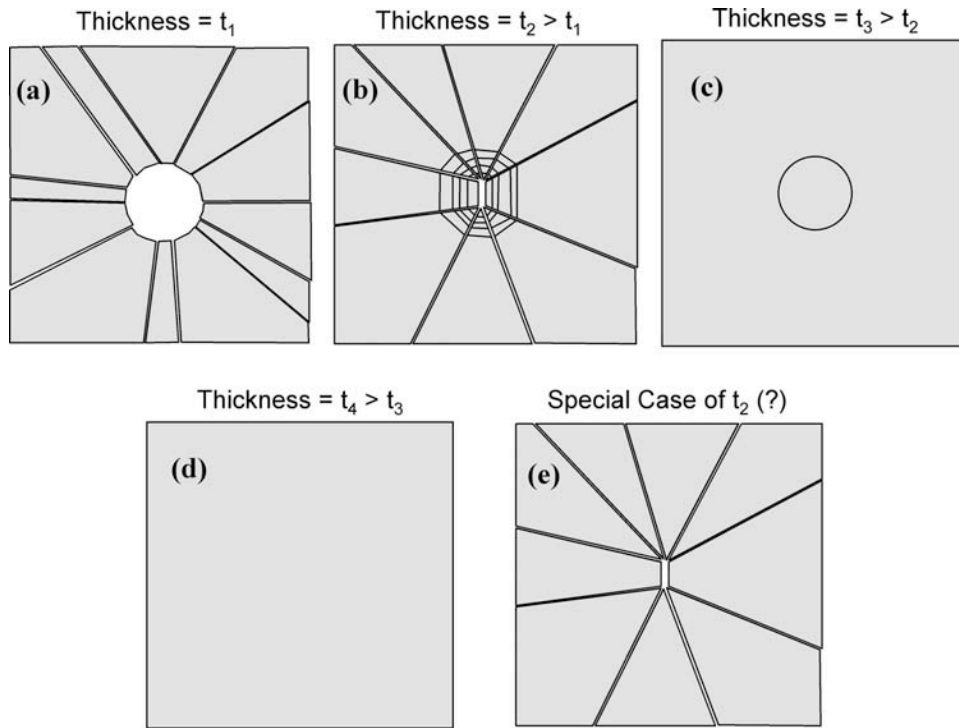 Thickness = t₁
Thickness = t₂ > t₁
Thickness = t₃ > t₂
(a)
(b)
(c)
Thickness = t₄ > t₃
Special Case of t₂ (?)
(d)
(e)